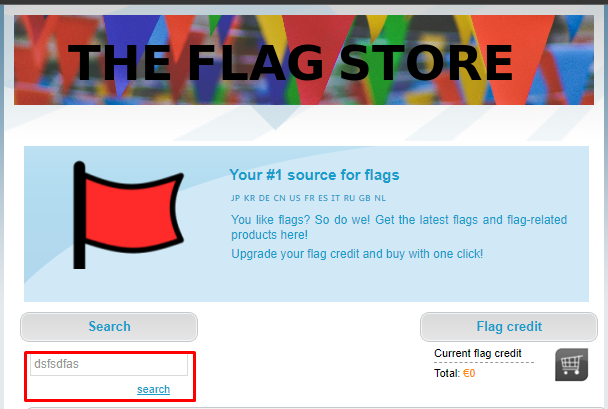 THE FLAG STORE
Your #1 source for flags
JP KR DE CN US FR ES IT RU GB NL
You like flags? So do we! Get the latest flags and flag-related
products here!
Upgrade your flag credit and buy with one click!
Search
dsfsdfas
search
Flag credit
Current flag credit
Total: €0